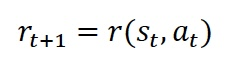 r_{t+1} = r(s_t, a_t)